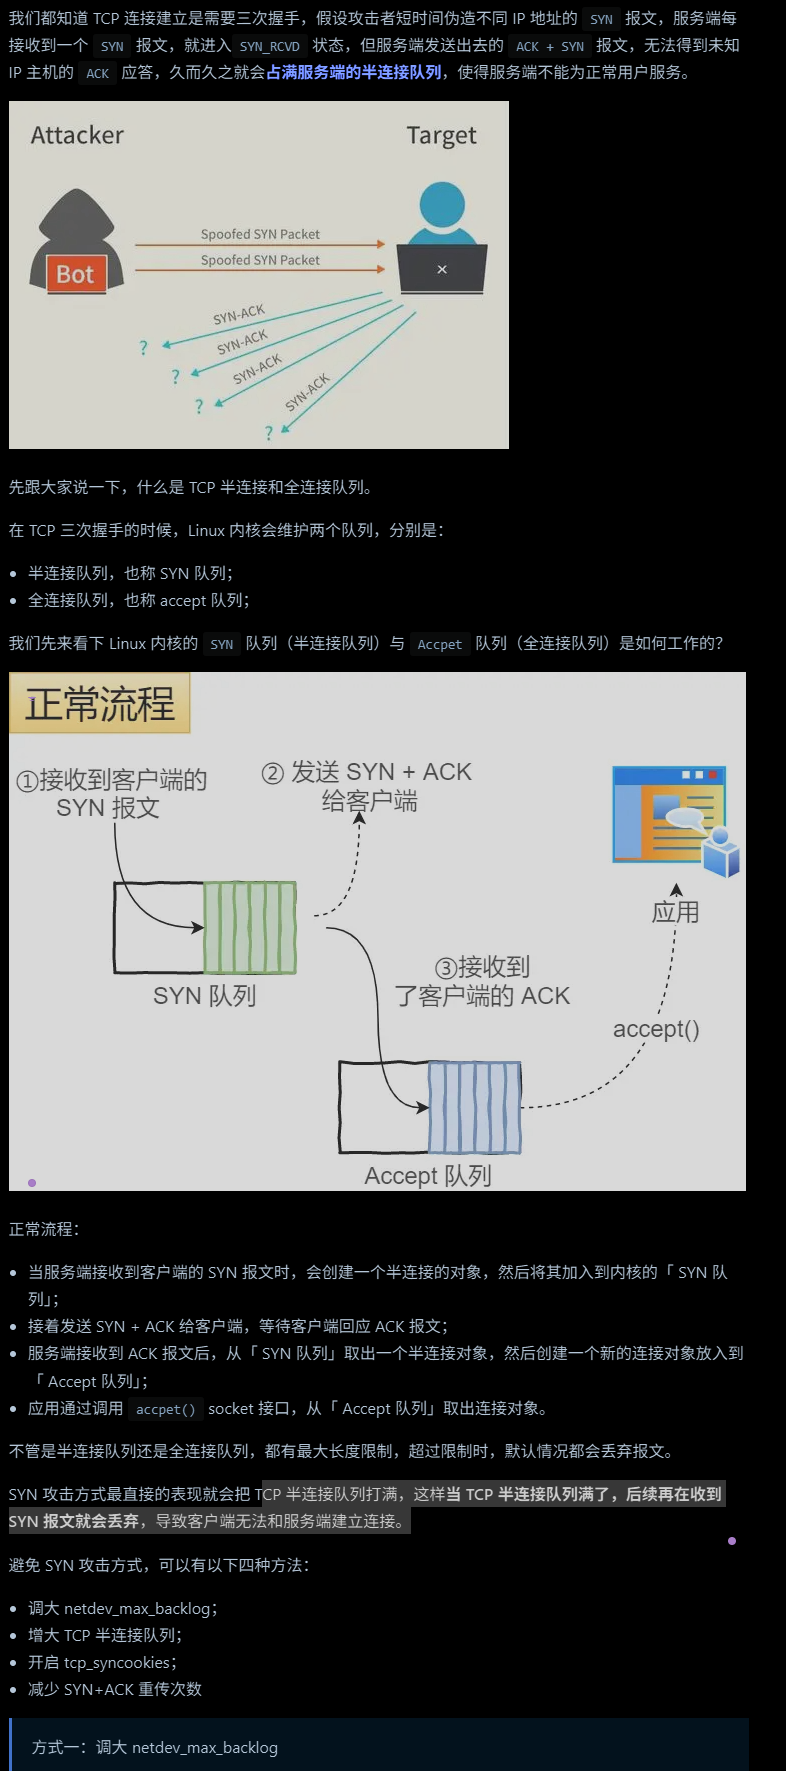 我们都知道 TCP 连接建立是需要三次握手，假设攻击者短时间伪造不同 IP 地址的 SYN 报文，服务端每
接收到一个 SYN 报文，就进入 SYN_RCVD 状态，但服务端发送出去的 ACK + SYN 报文，无法得到未知
IP 主机的 ACK 应答，久而久之就会占满服务端的半连接队列，使得服务端不能为正常用户服务。
Attacker
Target
Spoofed SYN Packet
Spoofed SYN Packet
Bot
×
SYN-ACK
?
SYN-ACK
?
SYN-ACK
?
SYN-ACK
?
先跟大家说一下，什么是 TCP 半连接和全连接队列。
在 TCP 三次握手的时候，Linux 内核会维护两个队列，分别是：
• 半连接队列，也称 SYN 队列；
• 全连接队列，也称 accept 队列；
我们先来看下 Linux 内核的 SYN 队列（半连接队列）与 Accpet 队列（全连接队列）是如何工作的？
正常流程
①接收到客户端的
SYN 报文
② 发送 SYN + ACK
给客户端
应用
SYN 队列
③接收到
了客户端的 ACK
accept()
Accept 队列
正常流程：
• 当服务端接收到客户端的 SYN 报文时，会创建一个半连接的对象，然后将其加入到内核的「 SYN 队
列」；
• 接着发送 SYN + ACK 给客户端，等待客户端回应 ACK 报文；
• 服务端接收到 ACK 报文后，从「 SYN 队列」取出一个半连接对象，然后创建一个新的连接对象放入到
「 Accept 队列」；
• 应用通过调用 accpet() socket 接口，从「 Accept 队列」取出连接对象。
不管是半连接队列还是全连接队列，都有最大长度限制，超过限制时，默认情况都会丢弃报文。
SYN 攻击方式最直接的表现就会把 TCP 半连接队列打满，这样当 TCP 半连接队列满了，后续再在收到
SYN 报文就会丢弃，导致客户端无法和服务端建立连接。
避免 SYN 攻击方式，可以有以下四种方法：
• 调大 netdev_max_backlog；
• 增大 TCP 半连接队列；
• 开启 tcp_syncookies；
• 减少 SYN+ACK 重传次数
方式一：调大 netdev_max_backlog